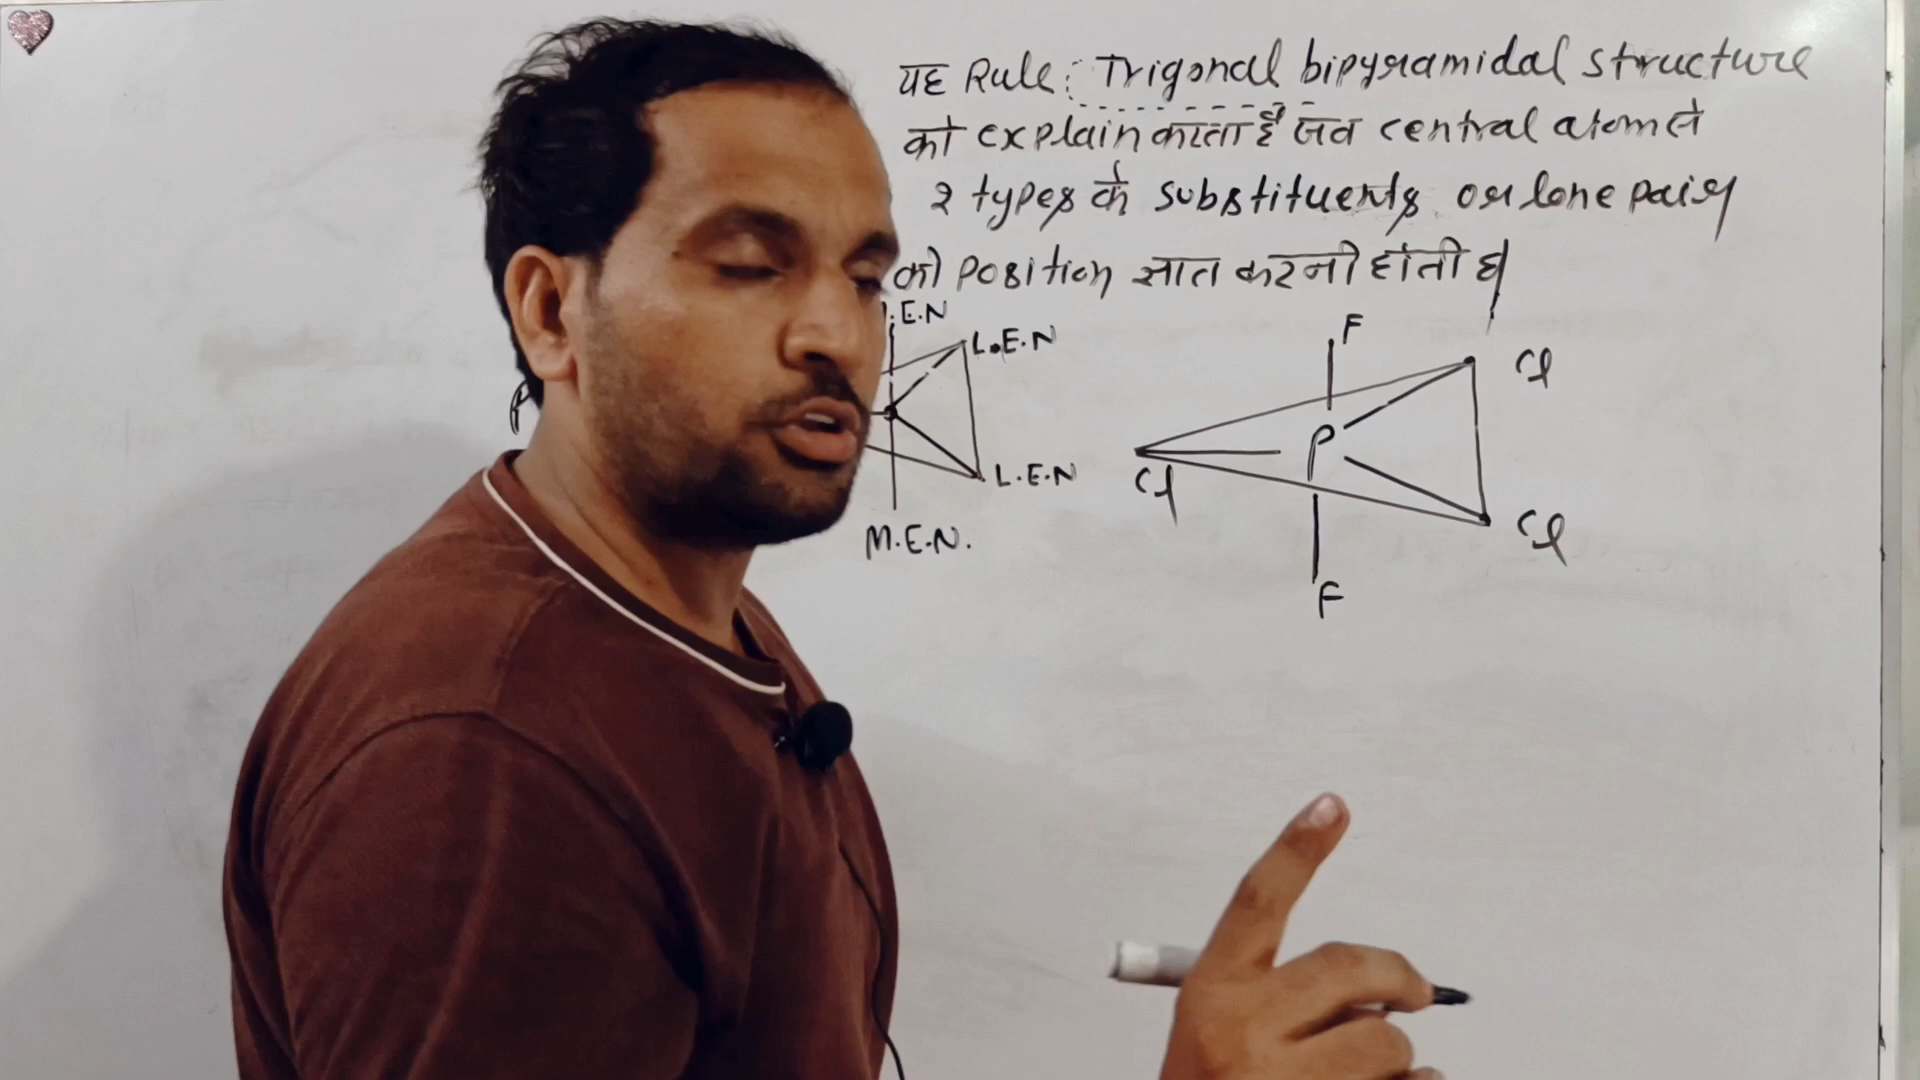 यह Rule: Trigonal bipyramidal structure
को explain करता है जब central atom से
2 types के substituents or lone pair
की position ज्ञात करनी होती है
.E.N
L.E.N
L.E.N
M.E.N.
F
Cl
P
Cl
Cl
F